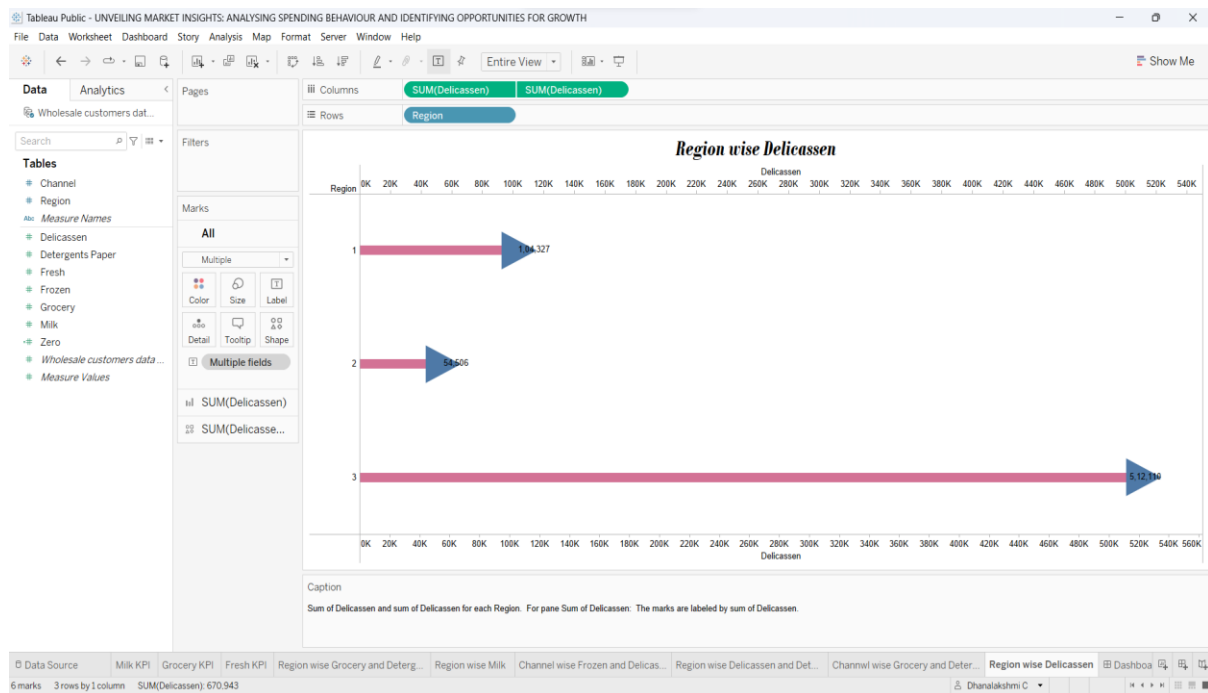 Tableau Public - UNVEILING MARKET INSIGHTS: ANALYSING SPENDING BEHAVIOUR AND IDENTIFYING OPPORTUNITIES FOR GROWTH
File Data Worksheet Dashboard Story Analysis Map Format Server Window Help
Entire View
Show Me
Data Analytics
Wholesale customers dat...
Search
Tables
Channel
Region
Abc Measure Names
Delicassen
Detergents Paper
Fresh
Frozen
Grocery
Milk
Zero
Wholesale customers data ...
Measure Values
Pages
Filters
Marks
All
Multiple
Color Size Label
Detail Tooltip Shape
Multiple fields
SUM(Delicassen)
SUM(Delicasse...
Columns SUM(Delicassen) SUM(Delicassen)
Rows Region
Region wise Delicassen
Delicassen
Region 0K 20K 40K 60K 80K 100K 120K 140K 160K 180K 200K 220K 240K 260K 280K 300K 320K 340K 360K 380K 400K 420K 440K 460K 480K 500K 520K 540K
1 1,04,327
2 54,506
3 5,12,110
0K 20K 40K 60K 80K 100K 120K 140K 160K 180K 200K 220K 240K 260K 280K 300K 320K 340K 360K 380K 400K 420K 440K 460K 480K 500K 520K 540K 560K
Delicassen
Caption
Sum of Delicassen and sum of Delicassen for each Region. For pane Sum of Delicassen: The marks are labeled by sum of Delicassen.
Data Source Milk KPI Grocery KPI Fresh KPI Region wise Grocery and Deterg... Region wise Milk Channel wise Frozen and Delicas... Region wise Delicassen and Det... Channwl wise Grocery and Deter... Region wise Delicassen Dashboa
6 marks 3 rows by 1 column SUM(Delicassen): 670,943 Dhanalakshmi C